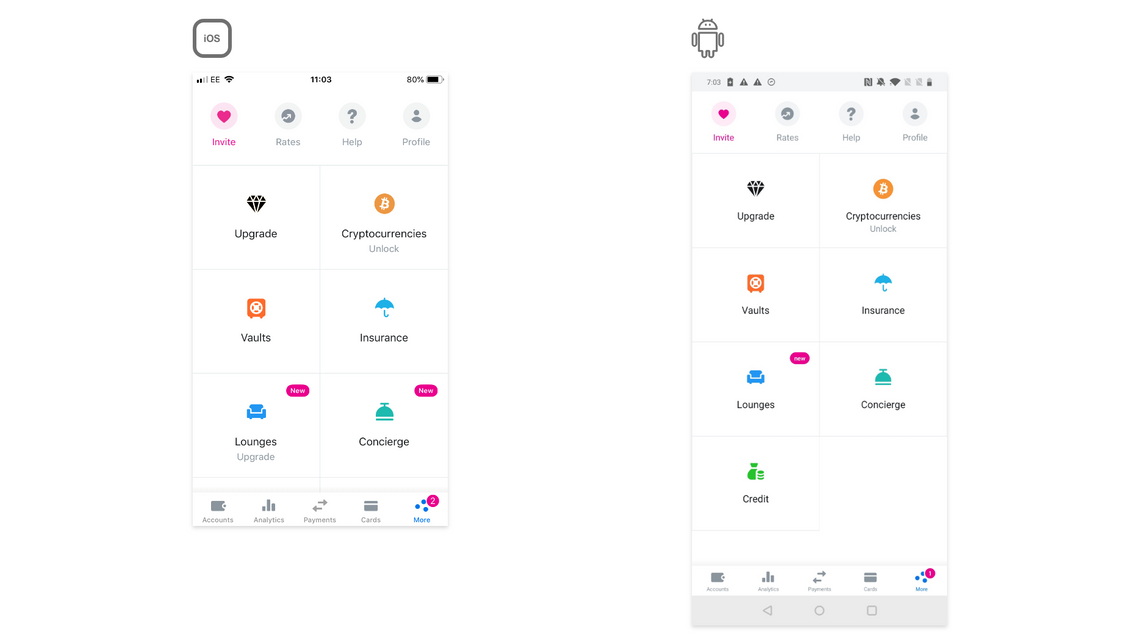 iOS
EE 11:03 80%
Invite Rates Help Profile
Upgrade Cryptocurrencies
Unlock
Vaults Insurance
New New
Lounges Concierge
Upgrade
Accounts Analytics Payments Cards More
2
7:03
Invite Rates Help Profile
Upgrade Cryptocurrencies
Unlock
Vaults Insurance
new
Lounges Concierge
Credit
1
Accounts Analytics Payments Cards More